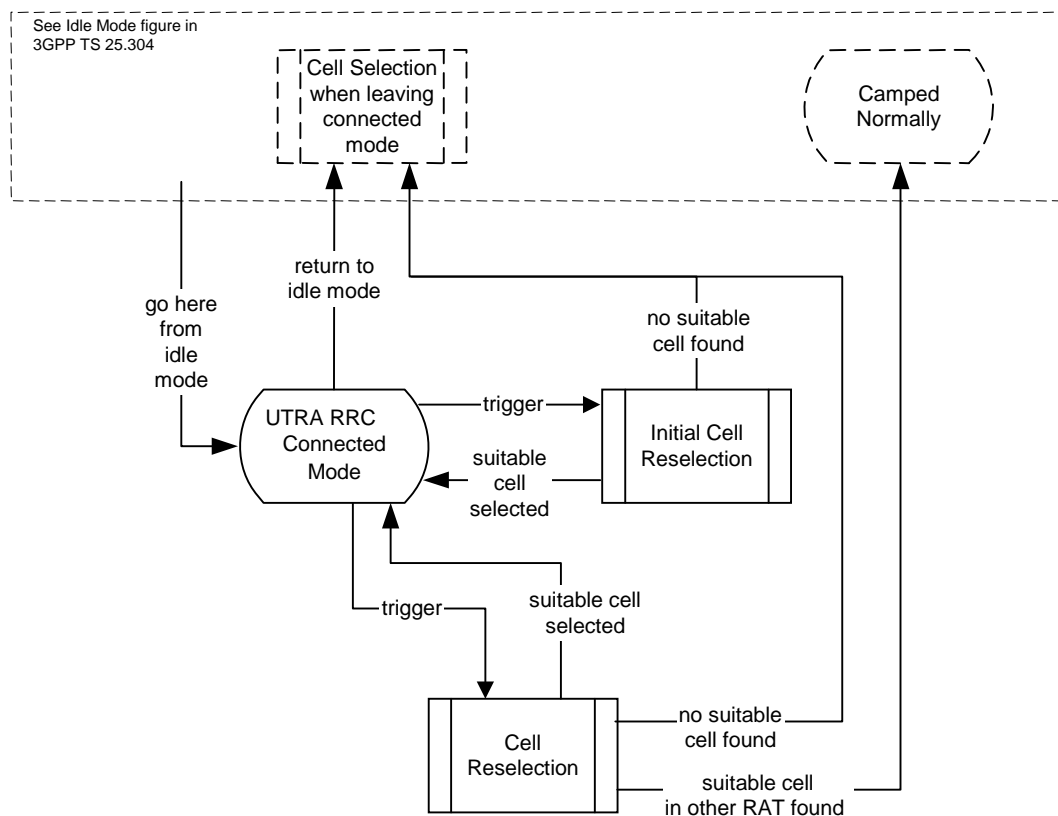 See Idle Mode figure in
3GPP TS 25.304
Cell Selection
when leaving
connected
mode
Camped
Normally
return to
idle mode
go here
from
idle
mode
no suitable
cell found
UTRA RRC
Connected
Mode
trigger
Initial Cell
Reselection
suitable
cell
selected
trigger
suitable cell
selected
Cell
Reselection
no suitable
cell found
suitable cell
in other RAT found